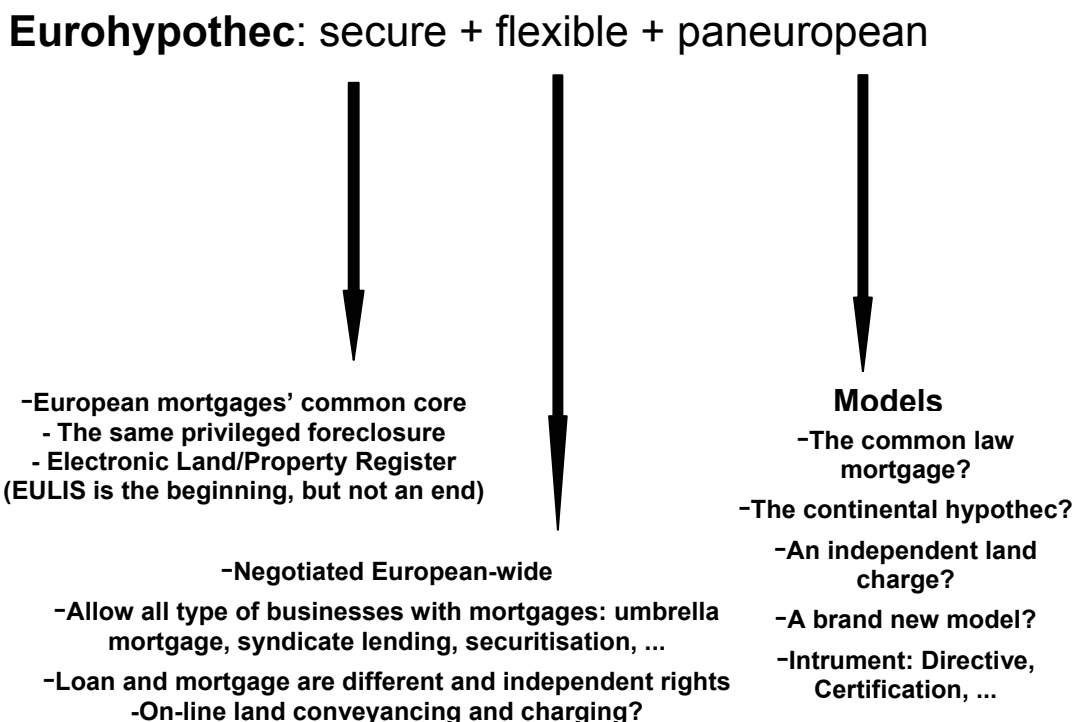 Eurohypothec: secure + flexible + paneuropean
-European mortgages' common core
- The same privileged foreclosure
- Electronic Land/Property Register
(EULIS is the beginning, but not an end)
-Negotiated European-wide
-Allow all type of businesses with mortgages: umbrella
mortgage, syndicate lending, securitisation, ...
-Loan and mortgage are different and independent rights
-On-line land conveyancing and charging?
Models
-The common law
mortgage?
-The continental hypothec?
-An independent land
charge?
-A brand new model?
-Intrument: Directive,
Certification, ...